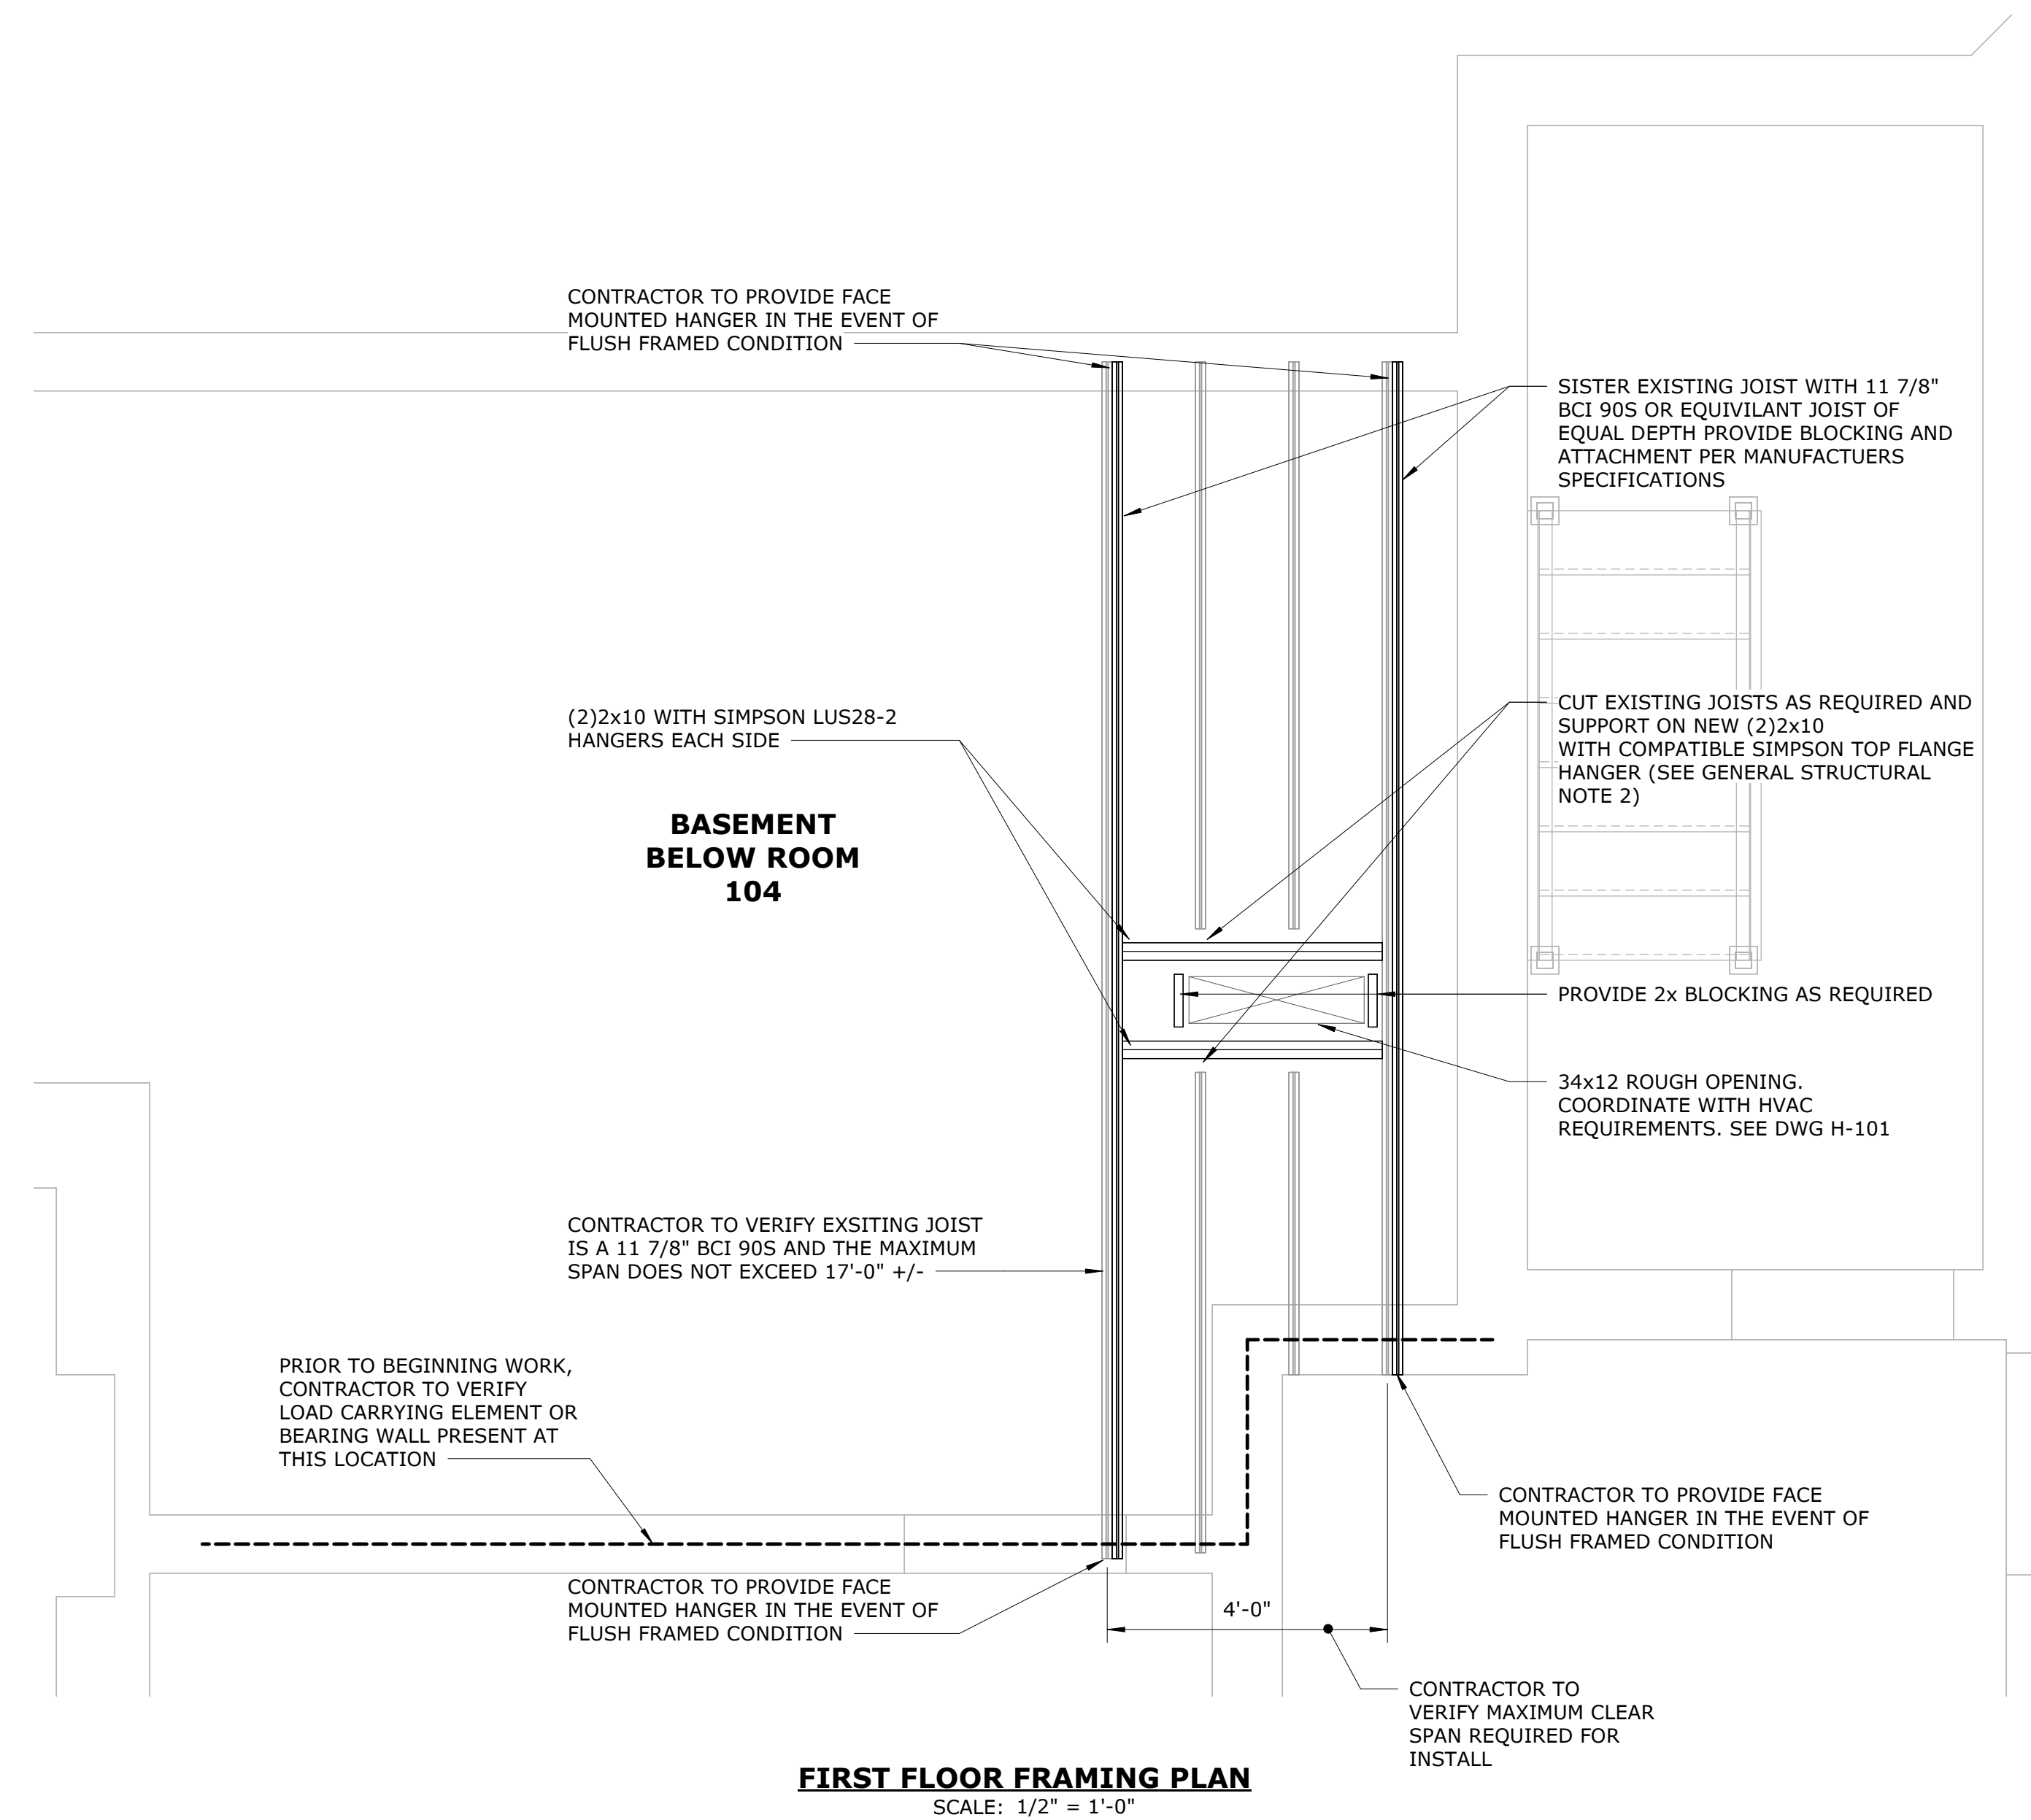 CONTRACTOR TO PROVIDE FACE
MOUNTED HANGER IN THE EVENT OF
FLUSH FRAMED CONDITION
SISTER EXISTING JOIST WITH 11 7/8"
BCI 90S OR EQUIVILANT JOIST OF
EQUAL DEPTH PROVIDE BLOCKING AND
ATTACHMENT PER MANUFACTUERS
SPECIFICATIONS
(2)2x10 WITH SIMPSON LUS28-2
HANGERS EACH SIDE
CUT EXISTING JOISTS AS REQUIRED AND
SUPPORT ON NEW (2)2x10
WITH COMPATIBLE SIMPSON TOP FLANGE
HANGER (SEE GENERAL STRUCTURAL
NOTE 2)
BASEMENT
BELOW ROOM
104
PROVIDE 2x BLOCKING AS REQUIRED
34x12 ROUGH OPENING.
COORDINATE WITH HVAC
REQUIREMENTS. SEE DWG H-101
CONTRACTOR TO VERIFY EXSITING JOIST
IS A 11 7/8" BCI 90S AND THE MAXIMUM
SPAN DOES NOT EXCEED 17'-0" +/-
PRIOR TO BEGINNING WORK,
CONTRACTOR TO VERIFY
LOAD CARRYING ELEMENT OR
BEARING WALL PRESENT AT
THIS LOCATION
CONTRACTOR TO PROVIDE FACE
MOUNTED HANGER IN THE EVENT OF
FLUSH FRAMED CONDITION
CONTRACTOR TO PROVIDE FACE
MOUNTED HANGER IN THE EVENT OF
FLUSH FRAMED CONDITION
4'-0"
CONTRACTOR TO
VERIFY MAXIMUM CLEAR
SPAN REQUIRED FOR
INSTALL
FIRST FLOOR FRAMING PLAN
SCALE: 1/2" = 1'-0"